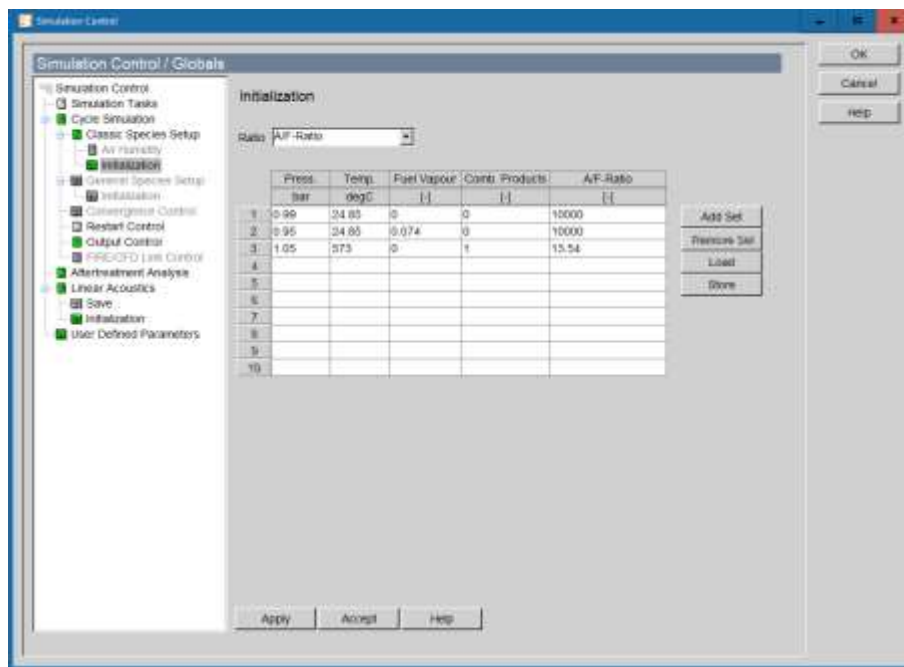 Simulation Control
Simulation Control / Globals
OK
Cancel
Help
Simulation Control
Simulation Tasks
Cycle Simulation
Classic Species Setup
Air Humidity
Initialization
General Species Setup
Initialization
Convergence Control
Restart Control
Output Control
FIRE/CFD Link Control
Aftertreatment Analysis
Linear Acoustics
Save
Initialization
User Defined Parameters
Initialization
Ratio A/F-Ratio
Press. Temp. Fuel Vapour Comb. Products A/F-Ratio
bar degC [-] [-] [-]
1 0.99 24.85 0 0 10000
2 0.95 24.85 0.074 0 10000
3 1.05 573 0 1 13.54
4
5
6
7
8
9
10
Add Set
Remove Set
Load
Store
Apply Accept Help